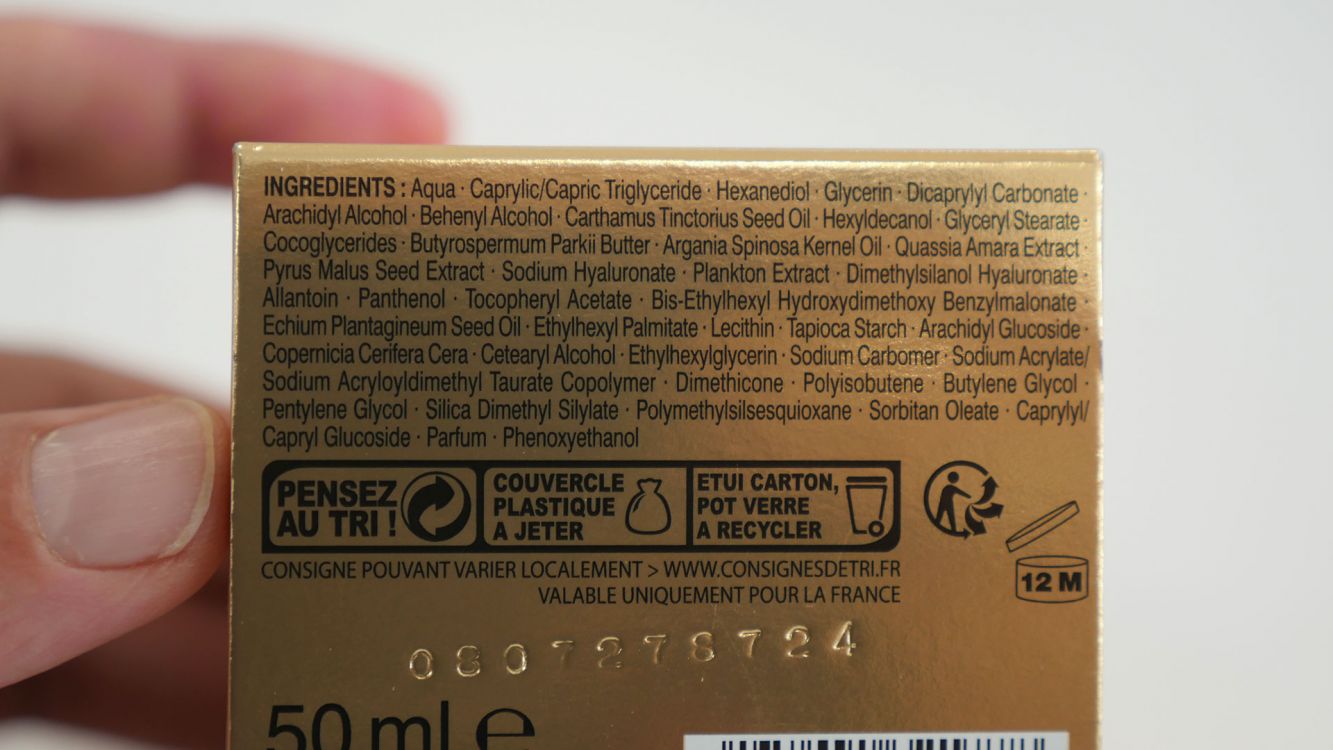 INGREDIENTS : Aqua · Caprylic/Capric Triglyceride · Hexanediol · Glycerin · Dicaprylyl Carbonate ·
Arachidyl Alcohol · Behenyl Alcohol · Carthamus Tinctorius Seed Oil · Hexyldecanol · Glyceryl Stearate ·
Cocoglycerides · Butyrospermum Parkii Butter · Argania Spinosa Kernel Oil · Quassia Amara Extract ·
Pyrus Malus Seed Extract · Sodium Hyaluronate · Plankton Extract · Dimethylsilanol Hyaluronate ·
Allantoin · Panthenol · Tocopheryl Acetate · Bis-Ethylhexyl Hydroxydimethoxy Benzylmalonate ·
Echium Plantagineum Seed Oil · Ethylhexyl Palmitate · Lecithin · Tapioca Starch · Arachidyl Glucoside ·
Copernicia Cerifera Cera · Cetearyl Alcohol · Ethylhexylglycerin · Sodium Carbomer · Sodium Acrylate/
Sodium Acryloyldimethyl Taurate Copolymer · Dimethicone · Polyisobutene · Butylene Glycol ·
Pentylene Glycol · Silica Dimethyl Silylate · Polymethylsilsesquioxane · Sorbitan Oleate · Caprylyl/
Capryl Glucoside · Parfum · Phenoxyethanol
PENSEZ
AU TRI !
COUVERCLE
PLASTIQUE
A JETER
ETUI CARTON,
POT VERRE
A RECYCLER
12 M
CONSIGNE POUVANT VARIER LOCALEMENT > WWW.CONSIGNESDETRI.FR
VALABLE UNIQUEMENT POUR LA FRANCE
0807278724
50 ml e